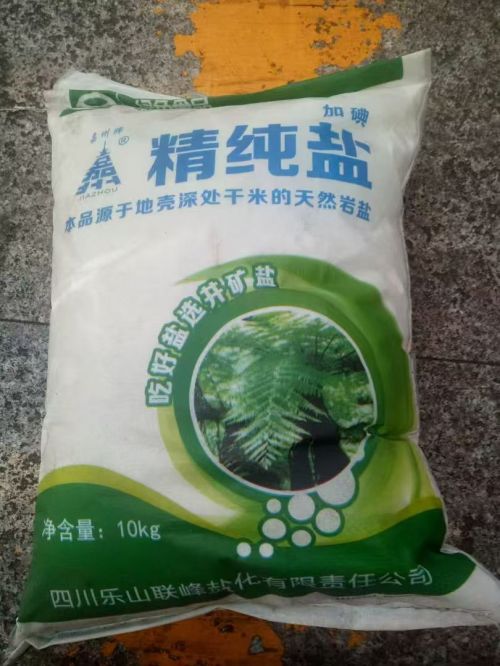 加碘
嘉州牌
®
精纯盐
JIAZHOU
本品源于地壳深处千米的天然岩盐
吃好盐选井矿盐
净含量：10kg
四川乐山联峰盐化有限责任公司